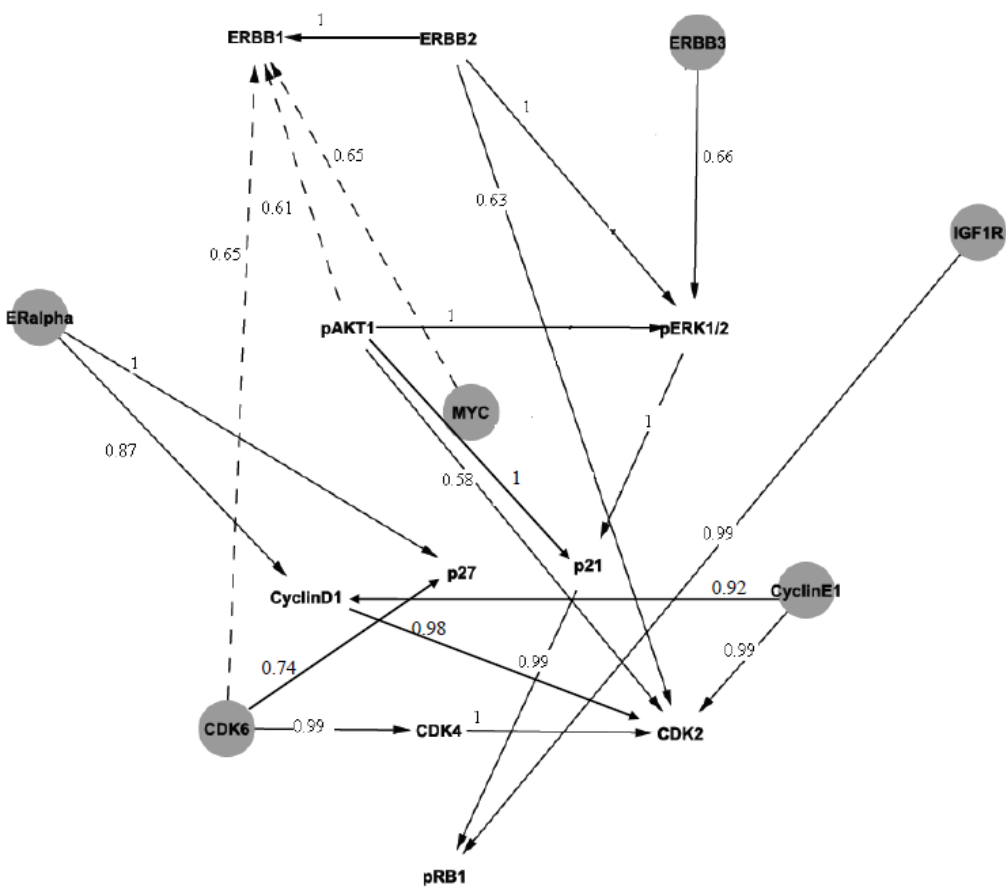 1
ERBB1
ERBB2
ERBB3
1
0.65
0.66
0.63
0.61
IGF1R
0.65
ERalpha
pAKT1
1
pERK1/2
1
MYC
1
0.87
0.58
1
0.99
p27
p21
CyclinD1
0.92
CyclinE1
0.98
0.99
0.99
0.74
CDK6
0.99
CDK4
1
CDK2
pRB1